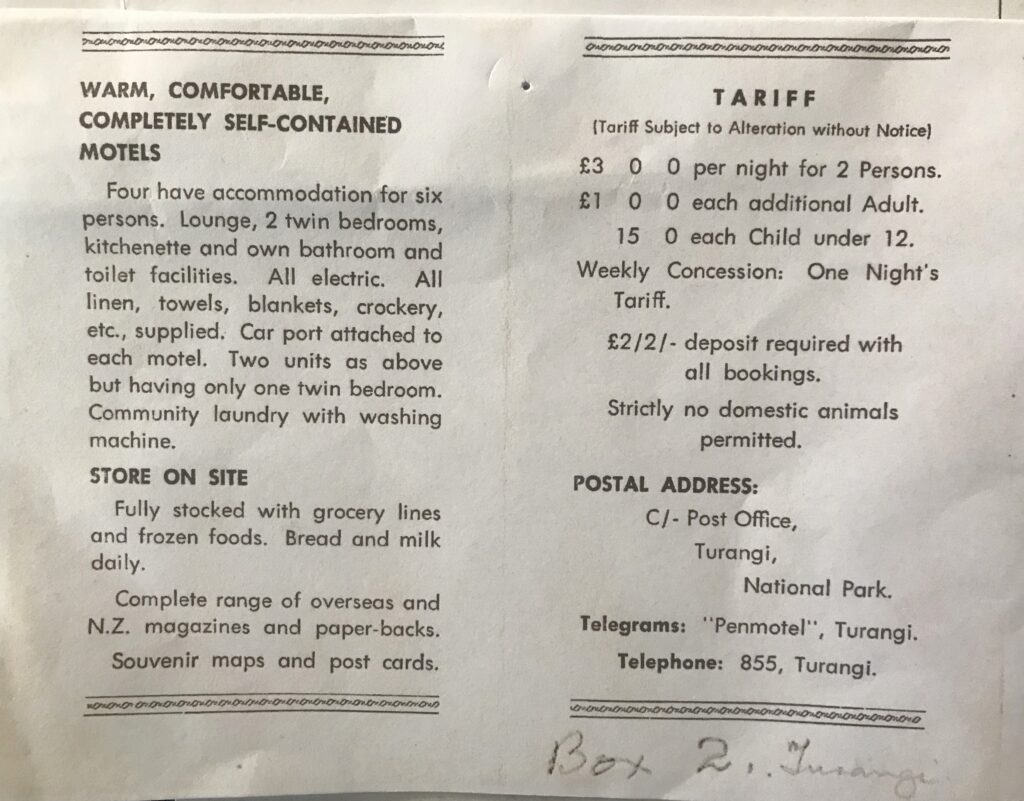 WARM, COMFORTABLE,
COMPLETELY SELF-CONTAINED
MOTELS
Four have accommodation for six
persons. Lounge, 2 twin bedrooms,
kitchenette and own bathroom and
toilet facilities. All electric. All
linen, towels, blankets, crockery,
etc., supplied. Car port attached to
each motel. Two units as above
but having only one twin bedroom.
Community laundry with washing
machine.
STORE ON SITE
Fully stocked with grocery lines
and frozen foods. Bread and milk
daily.
Complete range of overseas and
N.Z. magazines and paper-backs.
Souvenir maps and post cards.
TARIFF
(Tariff Subject to Alteration without Notice)
£3 0 0 per night for 2 Persons.
£1 0 0 each additional Adult.
15 0 each Child under 12.
Weekly Concession: One Night's
Tariff.
£2/2/- deposit required with
all bookings.
Strictly no domestic animals
permitted.
POSTAL ADDRESS:
C/- Post Office,
Turangi,
National Park.
Telegrams: "Penmotel", Turangi.
Telephone: 855, Turangi.
Box 2, Turangi